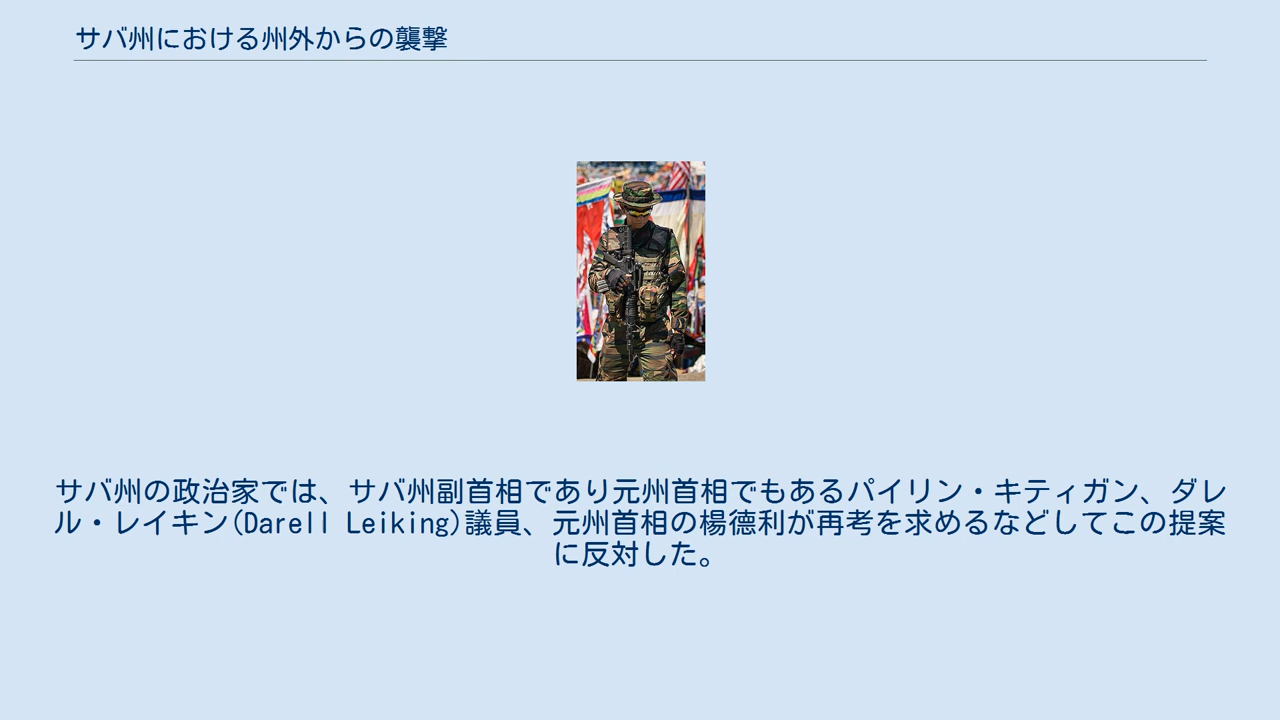 サバ州における州外からの襲撃
サバ州の政治家では、サバ州副首相であり元州首相でもあるパイリン・キティガン、ダレ
ル・レイキン(Darell Leiking)議員、元州首相の楊德利が再考を求めるなどしてこの提案
に反対した。